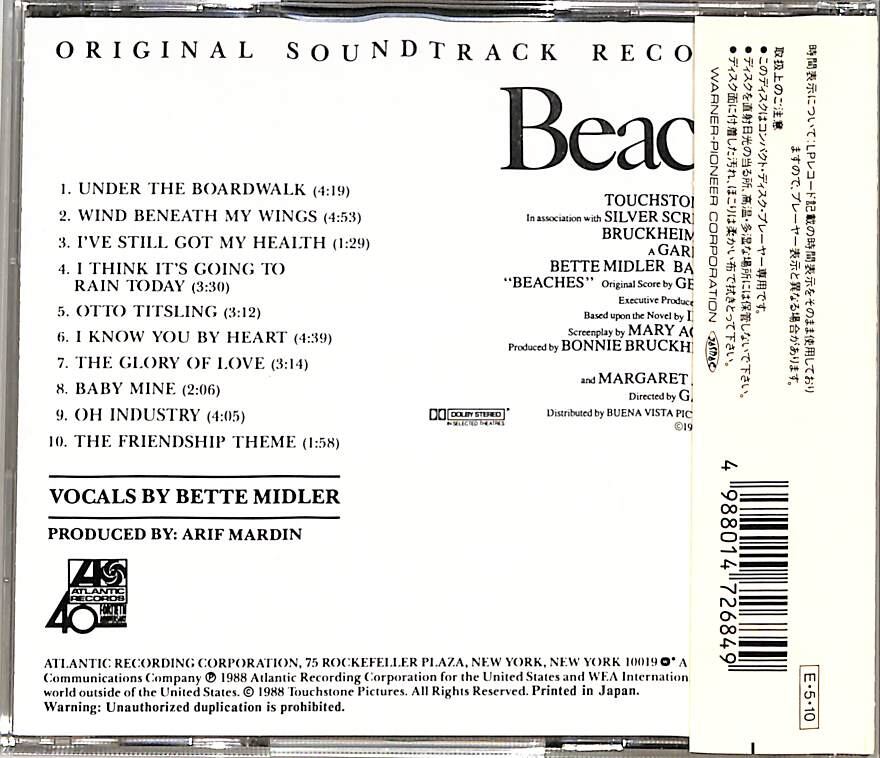 ORIGINAL SOUNDTRACK RECO
Beac
1. UNDER THE BOARDWALK (4:19)
2. WIND BENEATH MY WINGS (4:53)
3. I'VE STILL GOT MY HEALTH (1:29)
4. I THINK IT'S GOING TO
RAIN TODAY (3:30)
5. OTTO TITSLING (3:12)
6. I KNOW YOU BY HEART (4:39)
7. THE GLORY OF LOVE (3:14)
8. BABY MINE (2:06)
9. OH INDUSTRY (4:05)
10. THE FRIENDSHIP THEME (1:58)
VOCALS BY BETTE MIDLER
PRODUCED BY: ARIF MARDIN
ATLANTIC
RECORDS
40
FORTIETH
ANNIVERSARY
TOUCHSTO
In association with SILVER SCR
BRUCKHEIM
A GAR
BETTE MIDLER BA
"BEACHES" Original Score by GE
Executive Produce
Based upon the Novel by I
Screenplay by MARY AG
Produced by BONNIE BRUCKH
and MARGARET
Directed by GA
DOLBY STEREO
IN SELECTED THEATRES
Distributed by BUENA VISTA PIC
©19
ATLANTIC RECORDING CORPORATION, 75 ROCKEFELLER PLAZA, NEW YORK, NEW YORK 10019 A
Communications Company ℗ 1988 Atlantic Recording Corporation for the United States and WEA Internation
world outside of the United States. © 1988 Touchstone Pictures. All Rights Reserved. Printed in Japan.
Warning: Unauthorized duplication is prohibited.
時間表示について:LPレコード記載の時間表示をそのまま使用しており
ますので、プレーヤー表示と異なる場合があります。
取扱上のご注意
●このディスクはコンパクト・ディスク・プレーヤー専用です。
●ディスクを直射日光の当る所、高温・多湿な場所には保管しないで下さい。
●ディスク面に付着した汚れ、ほこりは柔かい布で拭きとって下さい。
WARNER-PIONEER CORPORATION JASRAC
4 988014 726849
E・5・10